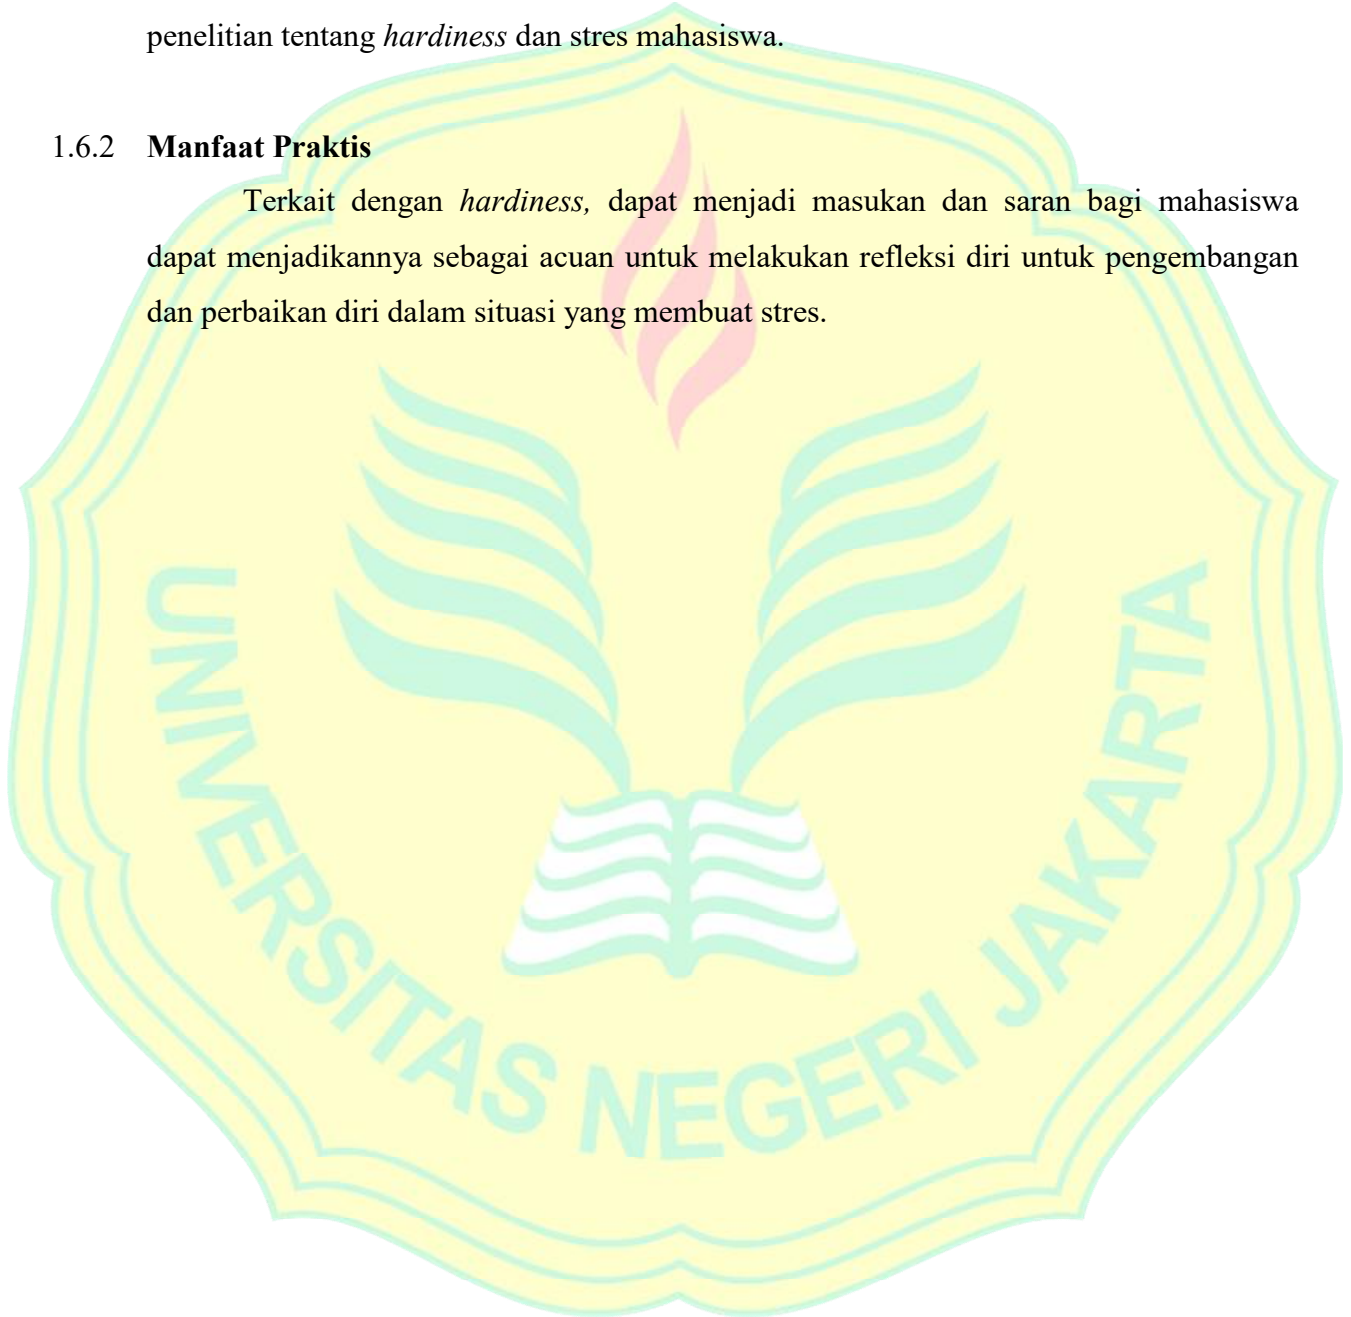 penelitian tentang hardiness dan stres mahasiswa.
1.6.2 Manfaat Praktis
Terkait dengan hardiness, dapat menjadi masukan dan saran bagi mahasiswa
dapat menjadikannya sebagai acuan untuk melakukan refleksi diri untuk pengembangan
dan perbaikan diri dalam situasi yang membuat stres.
UNIVERSITAS NEGERI JAKARTA